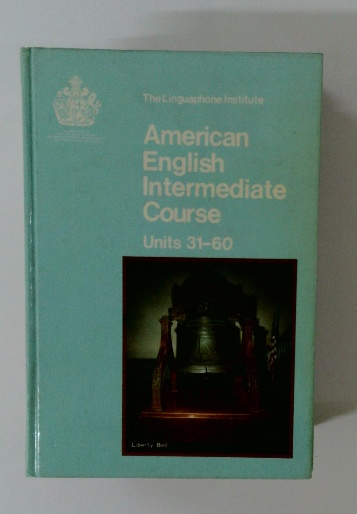 The Linguaphone Institute
American
English
Intermediate
Course
Units 31-60
Liberty Bell